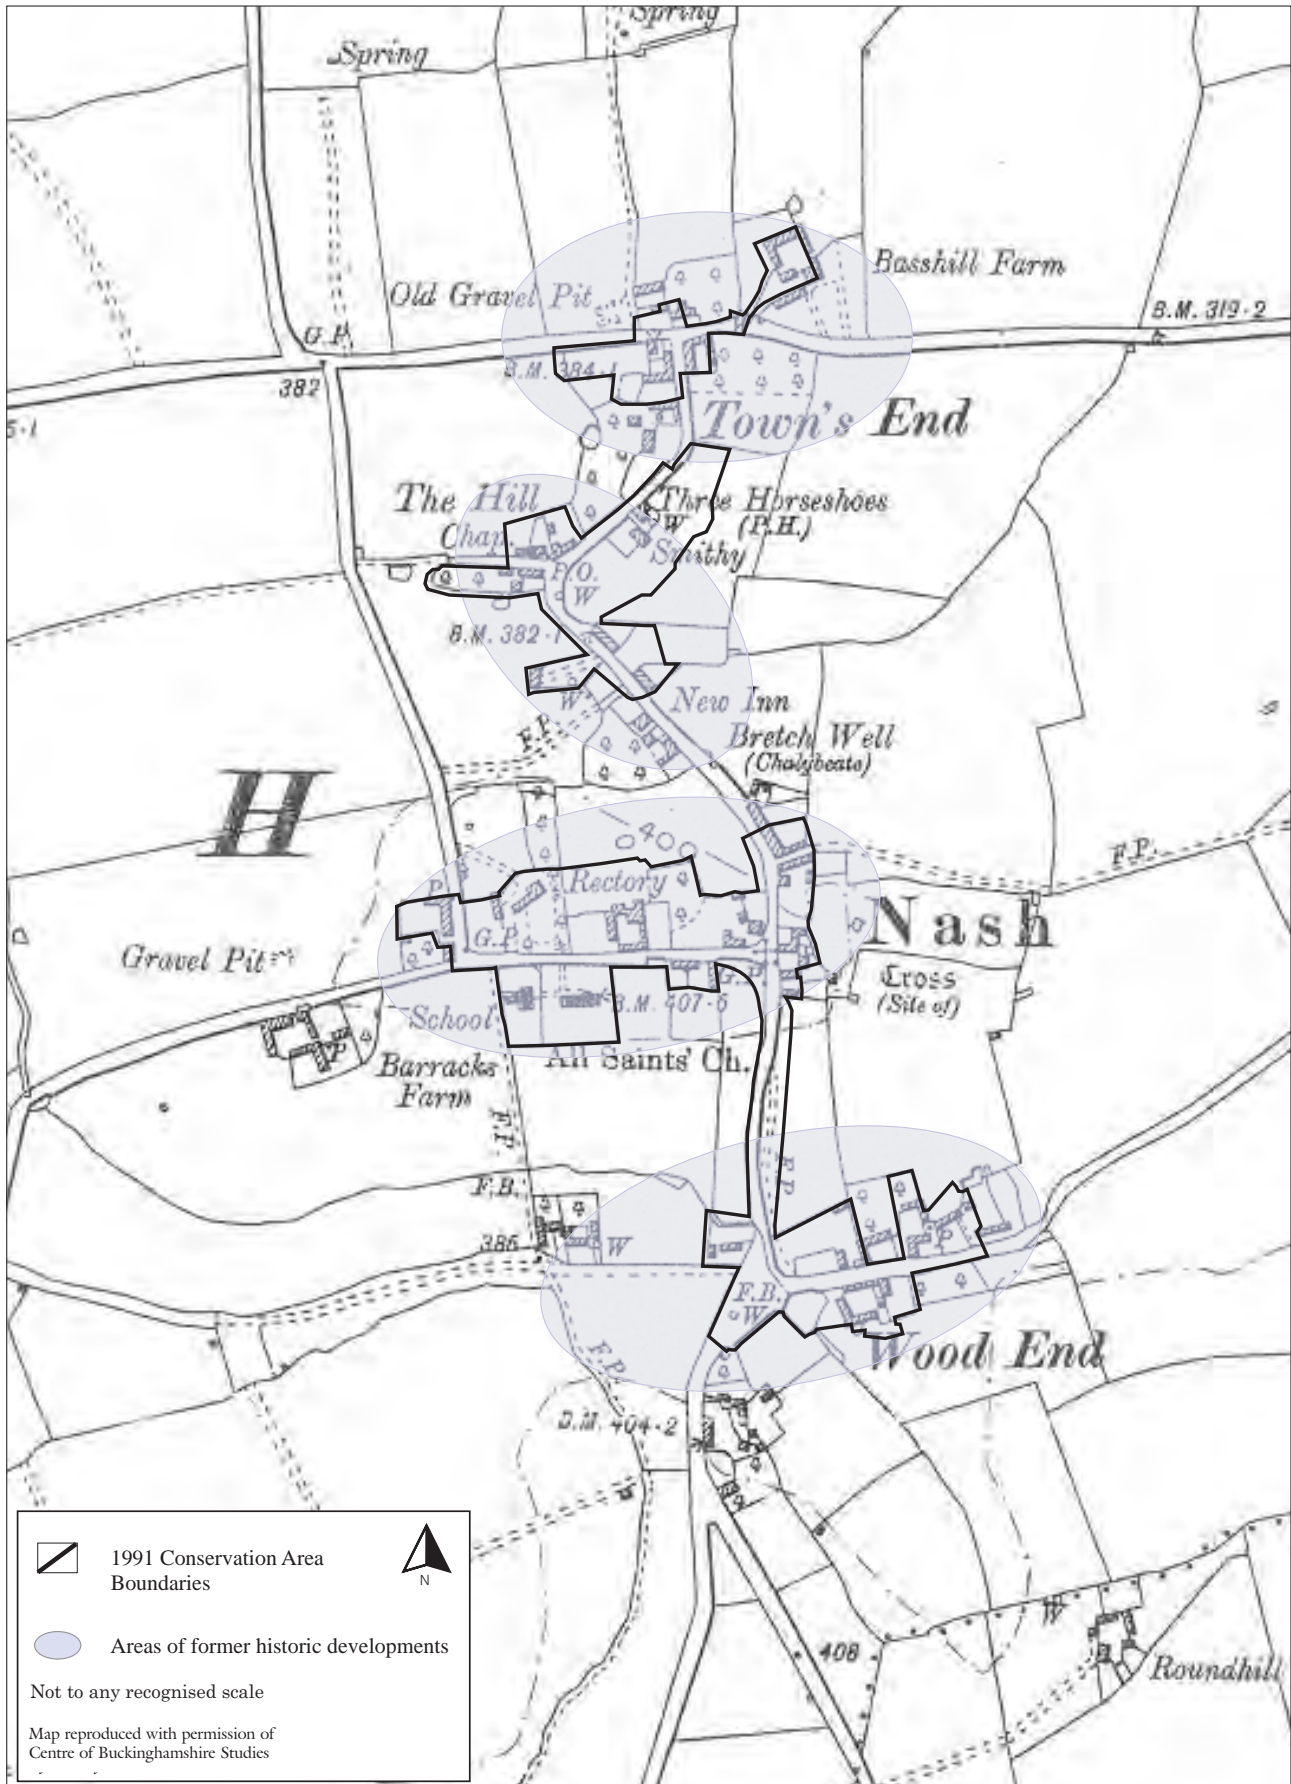 Spring
Spring
Basshill Farm
Old Gravel Pit
B.M. 319·2
G.P.
382
B.M. 384·1
5·1
Town's End
The Hill
Three Horseshoes
W (P.H.)
Chap.
Smithy
P.O.
W
B.M. 382·1
W
New Inn
F.P.
Bretch Well
(Chalybeate)
H
400
F.P.
P
Rectory
Nash
G.P.
Gravel Pit
Cross
(Site of)
G.P.
School
B.M. 407·6
All Saints' Ch.
P
Barracks
Farm
F.P.
F.P.
F.B.
386
W
F.B.
W
Wood End
F.P.
B.M. 404·2
W
408
Roundhill
1991 Conservation Area
Boundaries
N
Areas of former historic developments
Not to any recognised scale
Map reproduced with permission of
Centre of Buckinghamshire Studies